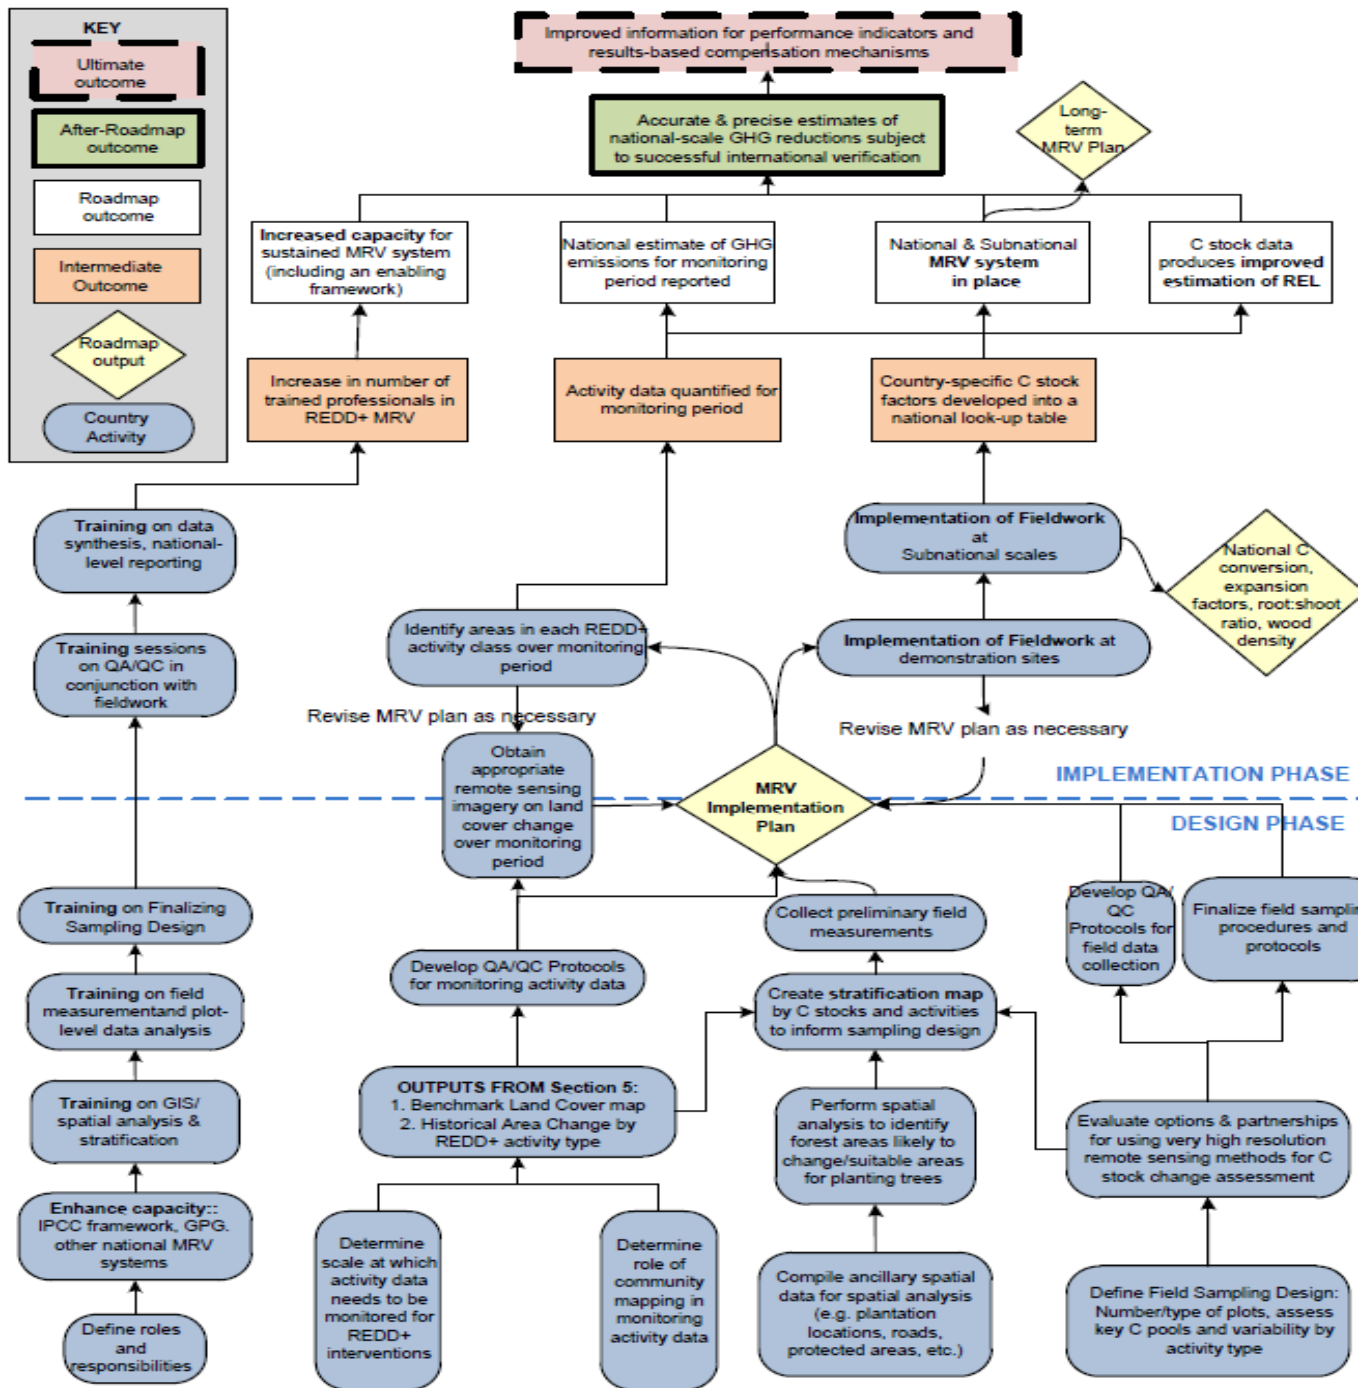 KEY
Ultimate
outcome
After-Roadmap
outcome
Roadmap
outcome
Intermediate
Outcome
Roadmap
output
Country
Activity
Improved information for performance indicators and
results-based compensation mechanisms
Accurate & precise estimates of
national-scale GHG reductions subject
to successful international verification
Long-
term
MRV Plan
Increased capacity for
sustained MRV system
(including an enabling
framework)
National estimate of GHG
emissions for monitoring
period reported
National & Subnational
MRV system
in place
C stock data
produces improved
estimation of REL
Increase in number of
trained professionals in
REDD+ MRV
Activity data quantified for
monitoring period
Country-specific C stock
factors developed into a
national look-up table
Training on data
synthesis, national-
level reporting
Implementation of Fieldwork
at
Subnational scales
National C
conversion,
expansion
factors, root:shoot
ratio, wood
density
Training sessions
on QA/QC in
conjunction with
fieldwork
Identify areas in each REDD+
activity class over monitoring
period
Implementation of Fieldwork at
demonstration sites
Revise MRV plan as necessary
Revise MRV plan as necessary
Obtain
appropriate
remote sensing
imagery on land
cover change
over monitoring
period
MRV
Implementation
Plan
IMPLEMENTATION PHASE
DESIGN PHASE
Training on Finalizing
Sampling Design
Collect preliminary field
measurements
Develop QA/
QC
Protocols for
field data
collection
Finalize field sampling
procedures and
protocols
Training on field
measurementand plot-
level data analysis
Develop QA/QC Protocols
for monitoring activity data
Create stratification map
by C stocks and activities
to inform sampling design
Training on GIS/
spatial analysis &
stratification
OUTPUTS FROM Section 5:
1. Benchmark Land Cover map
2. Historical Area Change by
REDD+ activity type
Perform spatial
analysis to identify
forest areas likely to
change/suitable areas
for planting trees
Evaluate options & partnerships
for using very high resolution
remote sensing methods for C
stock change assessment
Enhance capacity::
IPCC framework, GPG.
other national MRV
systems
Determine
scale at which
activity data
needs to be
monitored for
REDD+
interventions
Determine
role of
community
mapping in
monitoring
activity data
Compile ancillary spatial
data for spatial analysis
(e.g. plantation
locations, roads,
protected areas, etc.)
Define Field Sampling Design:
Number/type of plots, assess
key C pools and variability by
activity type
Define roles
and
responsibilities